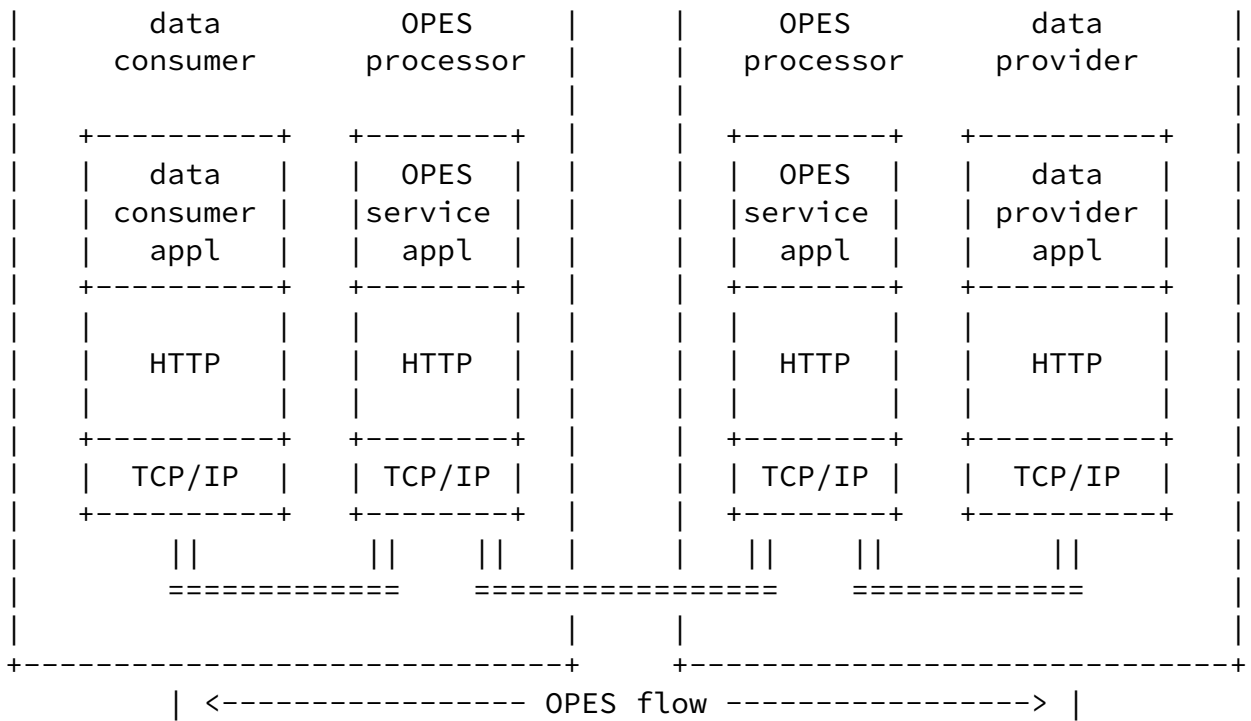 data OPES OPES data
consumer processor processor provider
data OPES OPES data
consumer service service provider
appl appl appl appl
HTTP HTTP HTTP HTTP
TCP/IP TCP/IP TCP/IP TCP/IP
OPES flow